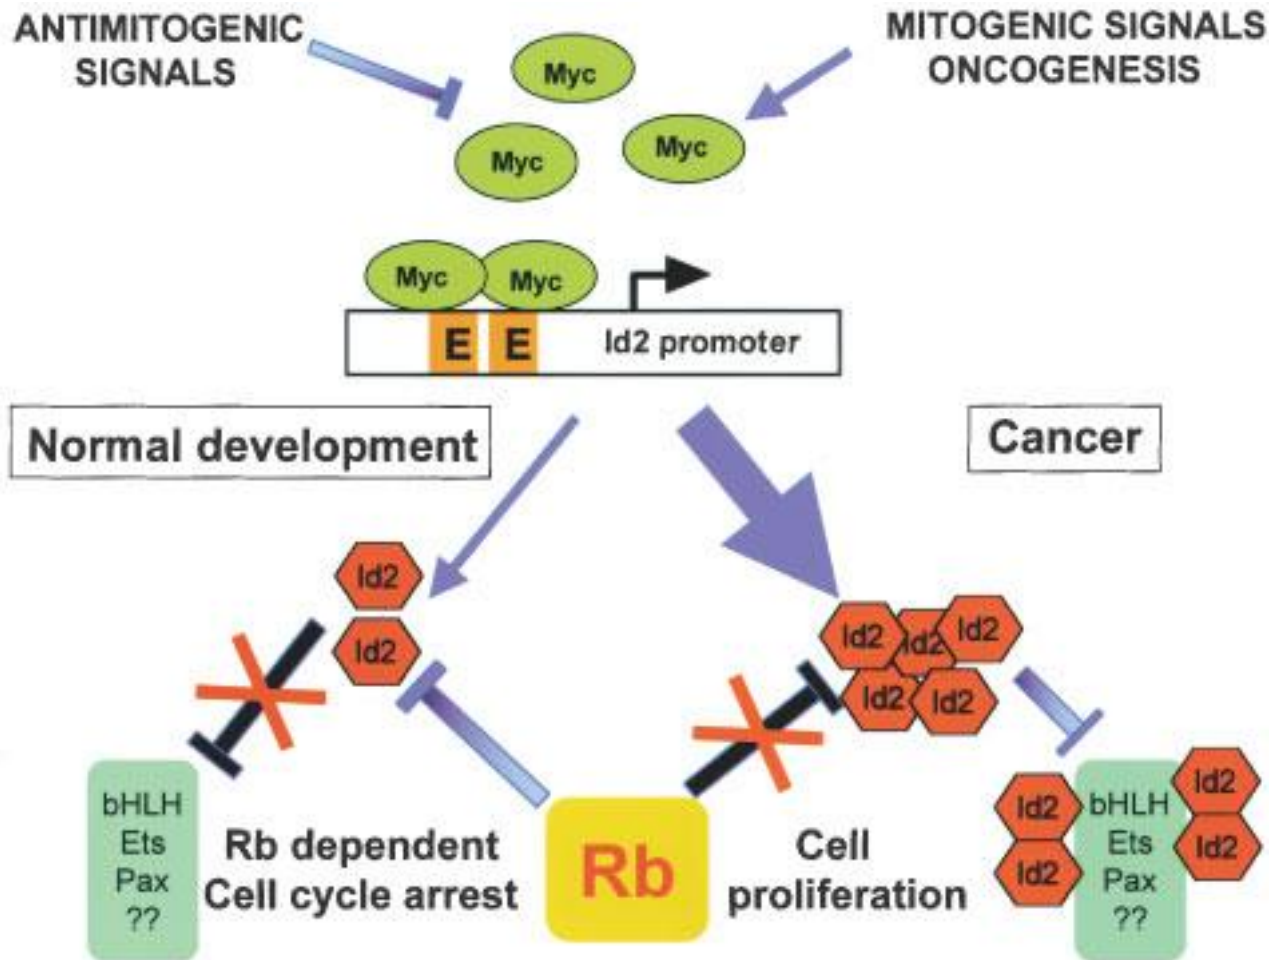 ANTIMITOGENIC
SIGNALS
MITOGENIC SIGNALS
ONCOGENESIS
Myc
Myc
Myc
Myc
Myc
E
E
Id2 promoter
Normal development
Cancer
Id2
Id2
Id2
Id2
Id2
Id2
Id2
bHLH
Ets
Pax
??
Rb dependent
Cell cycle arrest
Rb
Cell
proliferation
Id2
Id2
bHLH
Ets
Pax
??
Id2
Id2